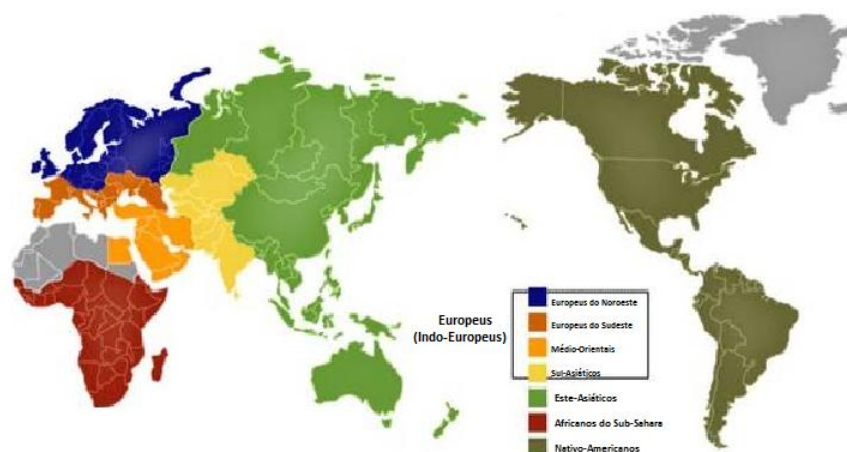 Europeus
(Indo-Europeus)
Europeus do Noroeste
Europeus do Sudeste
Médio-Orientais
Sul-Asiéticos
Este-Asiáticos
Africanos do Sub-Sahara
Nativo-Americanos